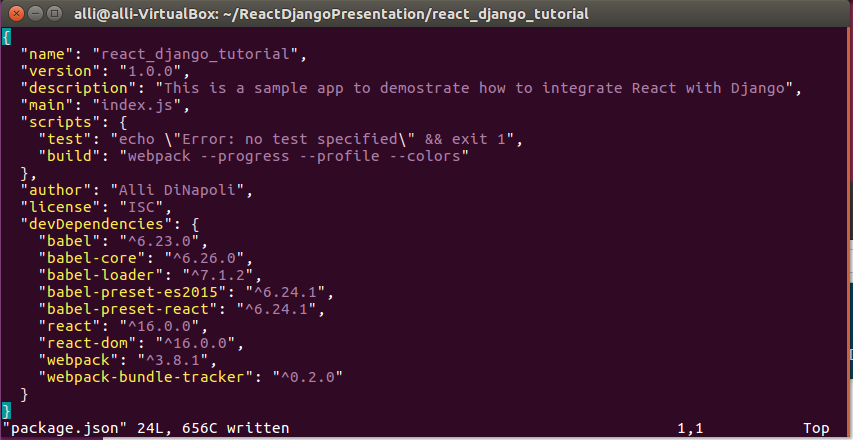 alli@alli-VirtualBox: ~/ReactDjangoPresentation/react_django_tutorial
{
  "name": "react_django_tutorial",
  "version": "1.0.0",
  "description": "This is a sample app to demostrate how to integrate React with Django",
  "main": "index.js",
  "scripts": {
    "test": "echo \"Error: no test specified\" && exit 1",
    "build": "webpack --progress --profile --colors"
  },
  "author": "Alli DiNapoli",
  "license": "ISC",
  "devDependencies": {
    "babel": "^6.23.0",
    "babel-core": "^6.26.0",
    "babel-loader": "^7.1.2",
    "babel-preset-es2015": "^6.24.1",
    "babel-preset-react": "^6.24.1",
    "react": "^16.0.0",
    "react-dom": "^16.0.0",
    "webpack": "^3.8.1",
    "webpack-bundle-tracker": "^0.2.0"
  }
}
"package.json" 24L, 656C written 1,1 Top